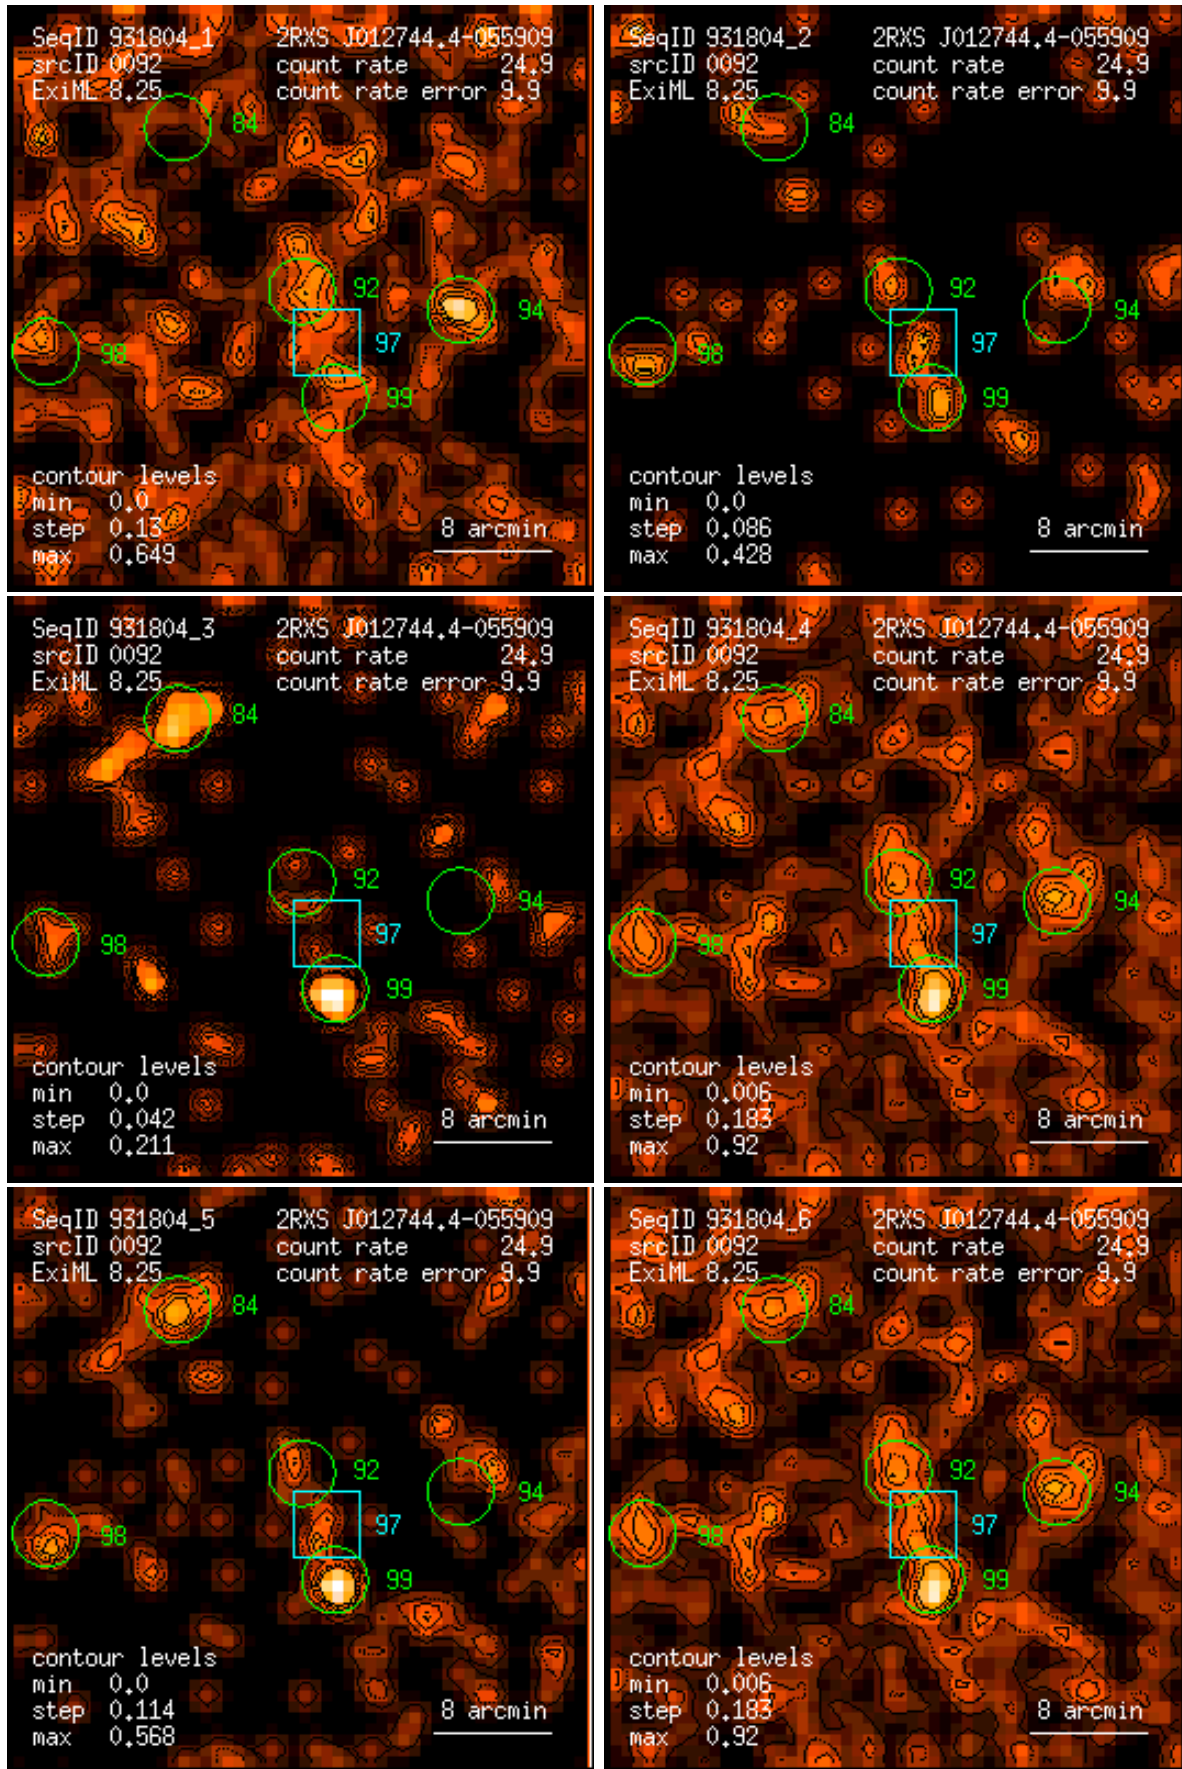 SeqID 931804_1 2RXS J012744.4-055909
srcID 0092 count rate 24.9
ExiML 8.25 count rate error 9.9
84
92
94
97
98
99
contour levels
min 0.0
step 0.13
max 0.649
8 arcmin
SeqID 931804_2 2RXS J012744.4-055909
srcID 0092 count rate 24.9
ExiML 8.25 count rate error 9.9
84
92
94
97
98
99
contour levels
min 0.0
step 0.086
max 0.428
8 arcmin
SeqID 931804_3 2RXS J012744.4-055909
srcID 0092 count rate 24.9
ExiML 8.25 count rate error 9.9
84
92
94
97
98
99
contour levels
min 0.0
step 0.042
max 0.211
8 arcmin
SeqID 931804_4 2RXS J012744.4-055909
srcID 0092 count rate 24.9
ExiML 8.25 count rate error 9.9
84
92
94
97
98
99
contour levels
min 0.006
step 0.183
max 0.92
8 arcmin
SeqID 931804_5 2RXS J012744.4-055909
srcID 0092 count rate 24.9
ExiML 8.25 count rate error 9.9
84
92
94
97
98
99
contour levels
min 0.0
step 0.114
max 0.568
8 arcmin
SeqID 931804_6 2RXS J012744.4-055909
srcID 0092 count rate 24.9
ExiML 8.25 count rate error 9.9
84
92
94
97
98
99
contour levels
min 0.006
step 0.183
max 0.92
8 arcmin